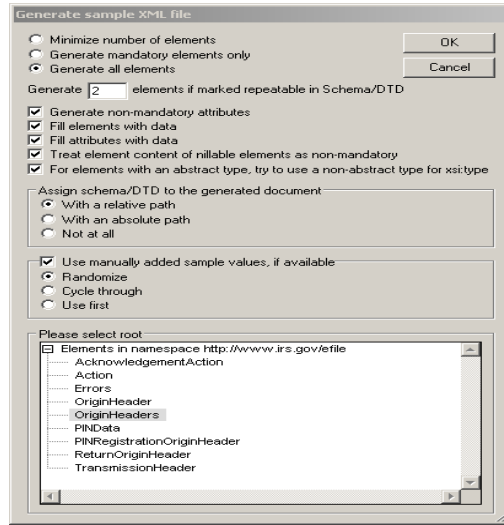 Generate sample XML file
Minimize number of elements
Generate mandatory elements only
Generate all elements
OK
Cancel
Generate 2 elements if marked repeatable in Schema/DTD
Generate non-mandatory attributes
Fill elements with data
Fill attributes with data
Treat element content of nillable elements as non-mandatory
For elements with an abstract type, try to use a non-abstract type for xsi:type
Assign schema/DTD to the generated document
With a relative path
With an absolute path
Not at all
Use manually added sample values, if available
Randomize
Cycle through
Use first
Please select root
Elements in namespace http://www.irs.gov/efile
AcknowledgementAction
Action
Errors
OriginHeader
OriginHeaders
PINData
PINRegistrationOriginHeader
ReturnOriginHeader
TransmissionHeader